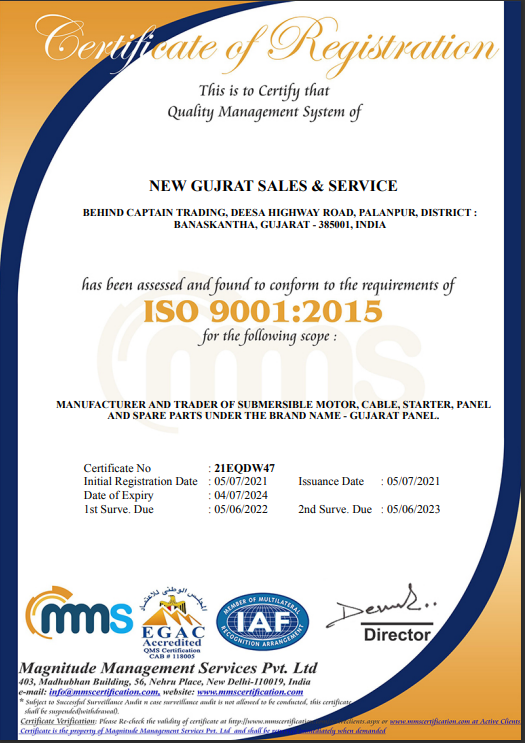 Certificate of Registration
This is to Certify that
Quality Management System of
NEW GUJRAT SALES & SERVICE
BEHIND CAPTAIN TRADING, DEESA HIGHWAY ROAD, PALANPUR, DISTRICT :
BANASKANTHA, GUJARAT - 385001, INDIA
has been assessed and found to conform to the requirements of
ISO 9001:2015
for the following scope :
mms
MANUFACTURER AND TRADER OF SUBMERSIBLE MOTOR, CABLE, STARTER, PANEL
AND SPARE PARTS UNDER THE BRAND NAME - GUJARAT PANEL.
Certificate No : 21EQDW47
Initial Registration Date : 05/07/2021 Issuance Date : 05/07/2021
Date of Expiry : 04/07/2024
1st Surve. Due : 05/06/2022 2nd Surve. Due : 05/06/2023
mms
المجلس الوطني للاعتماد
EGAC
Accredited
QMS Certification
CAB # 118005
MEMBER OF MULTILATERAL
IAF
RECOGNITION ARRANGEMENT
Director
Magnitude Management Services Pvt. Ltd
403, Madhubhan Building, 56, Nehru Place, New Delhi-110019, India
e-mail: info@mmscertification.com, website: www.mmscertification.com
* Subject to Successful Surveillance Audit n case surveillance audit is not allowed to be conducted, this certificate
shall be suspended(withdrawal).
Certificate Verification: Please Re-check the validity of certificate at http://www.mmscertification. clients.aspx or www.mmscertification.com at Active Clients.
Certificate is the property of Magnitude Management Services Pvt. Ltd and shall be immediately when demanded